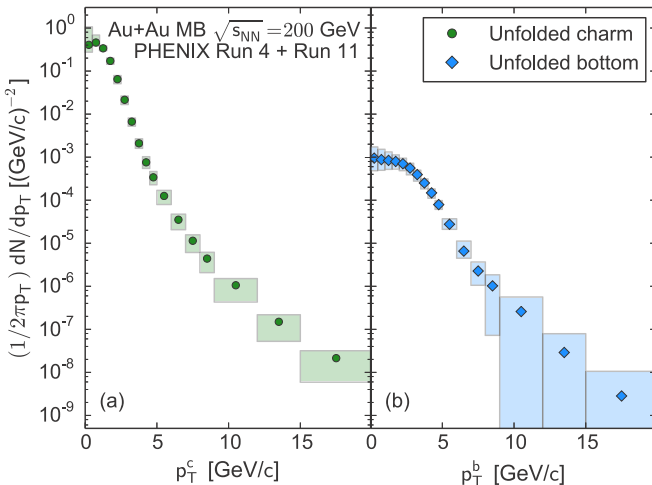 Au+Au MB √s_NN =200 GeV
PHENIX Run 4 + Run 11
Unfolded charm
Unfolded bottom
(1/2πp_T) dN/dp_T [(GeV/c)^−2]
10^0
10^−1
10^−2
10^−3
10^−4
10^−5
10^−6
10^−7
10^−8
10^−9
(a)
(b)
0 5 10 15 0 5 10 15
p_T^c [GeV/c]
p_T^b [GeV/c]